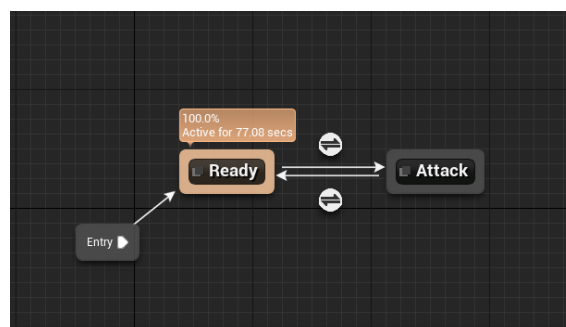 100.0%
Active for 77.08 secs
Ready
Attack
Entry